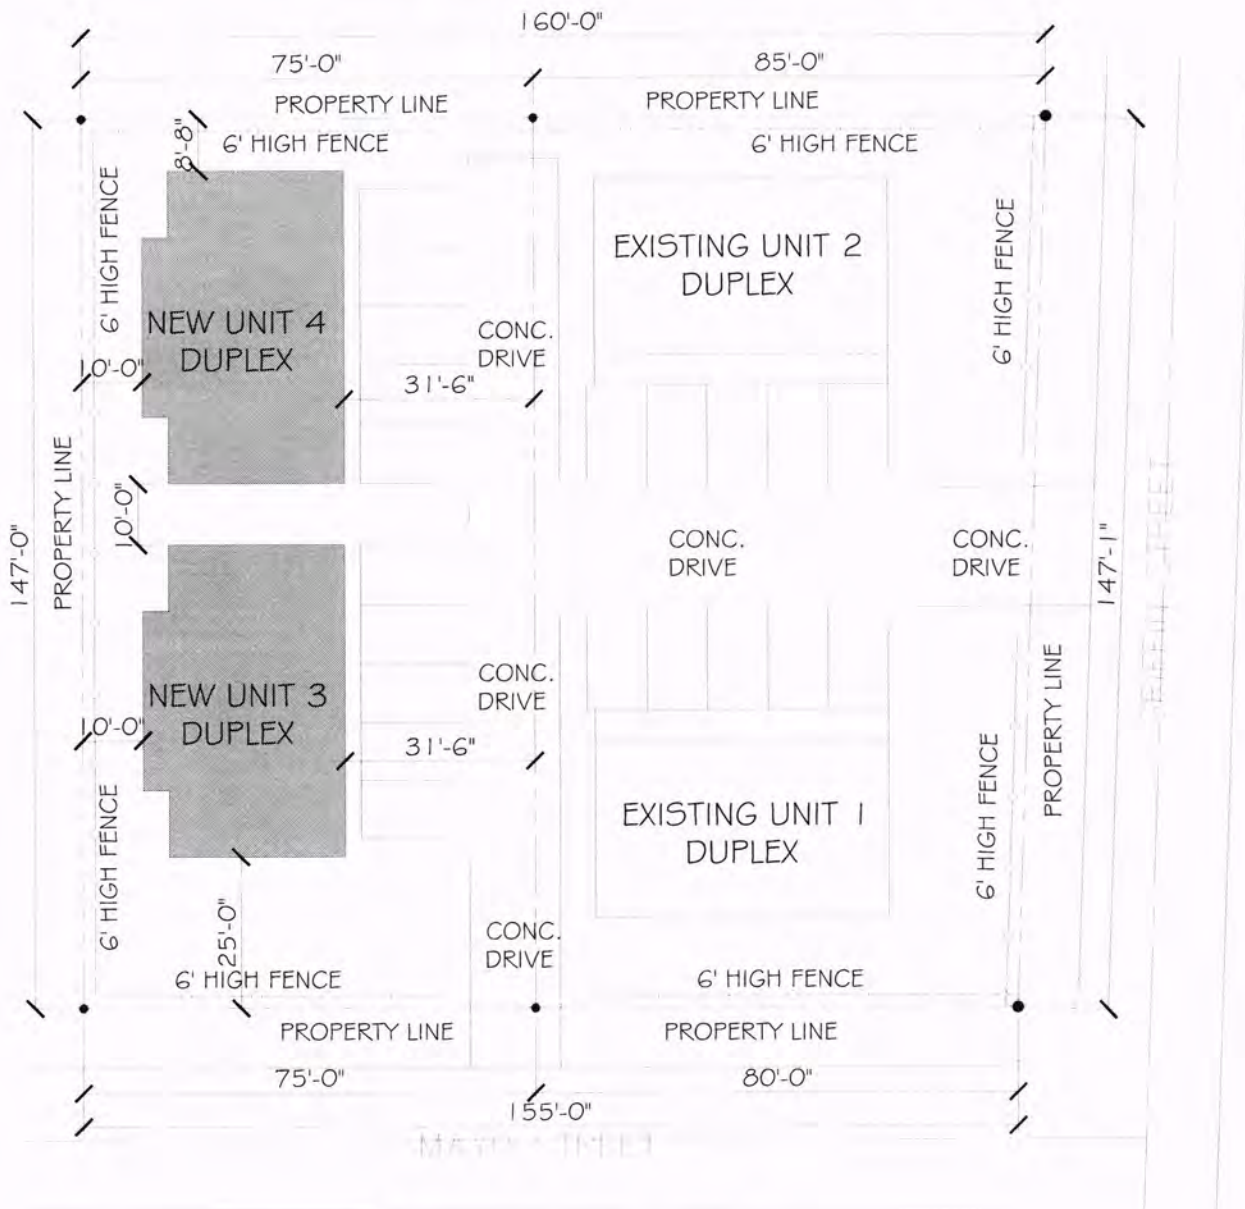 160'-0"
75'-0"
85'-0"
PROPERTY LINE
PROPERTY LINE
8'-8"
6' HIGH FENCE
6' HIGH FENCE
6' HIGH FENCE
6' HIGH FENCE
EXISTING UNIT 2
DUPLEX
NEW UNIT 4
DUPLEX
CONC.
DRIVE
10'-0"
31'-6"
PROPERTY LINE
147'-0"
10'-0"
CONC.
DRIVE
CONC.
DRIVE
147'-1"
STREET
NEW UNIT 3
DUPLEX
CONC.
DRIVE
10'-0"
31'-6"
PROPERTY LINE
6' HIGH FENCE
6' HIGH FENCE
EXISTING UNIT 1
DUPLEX
25'-0"
CONC.
DRIVE
6' HIGH FENCE
6' HIGH FENCE
PROPERTY LINE
PROPERTY LINE
75'-0"
80'-0"
155'-0"
STREET